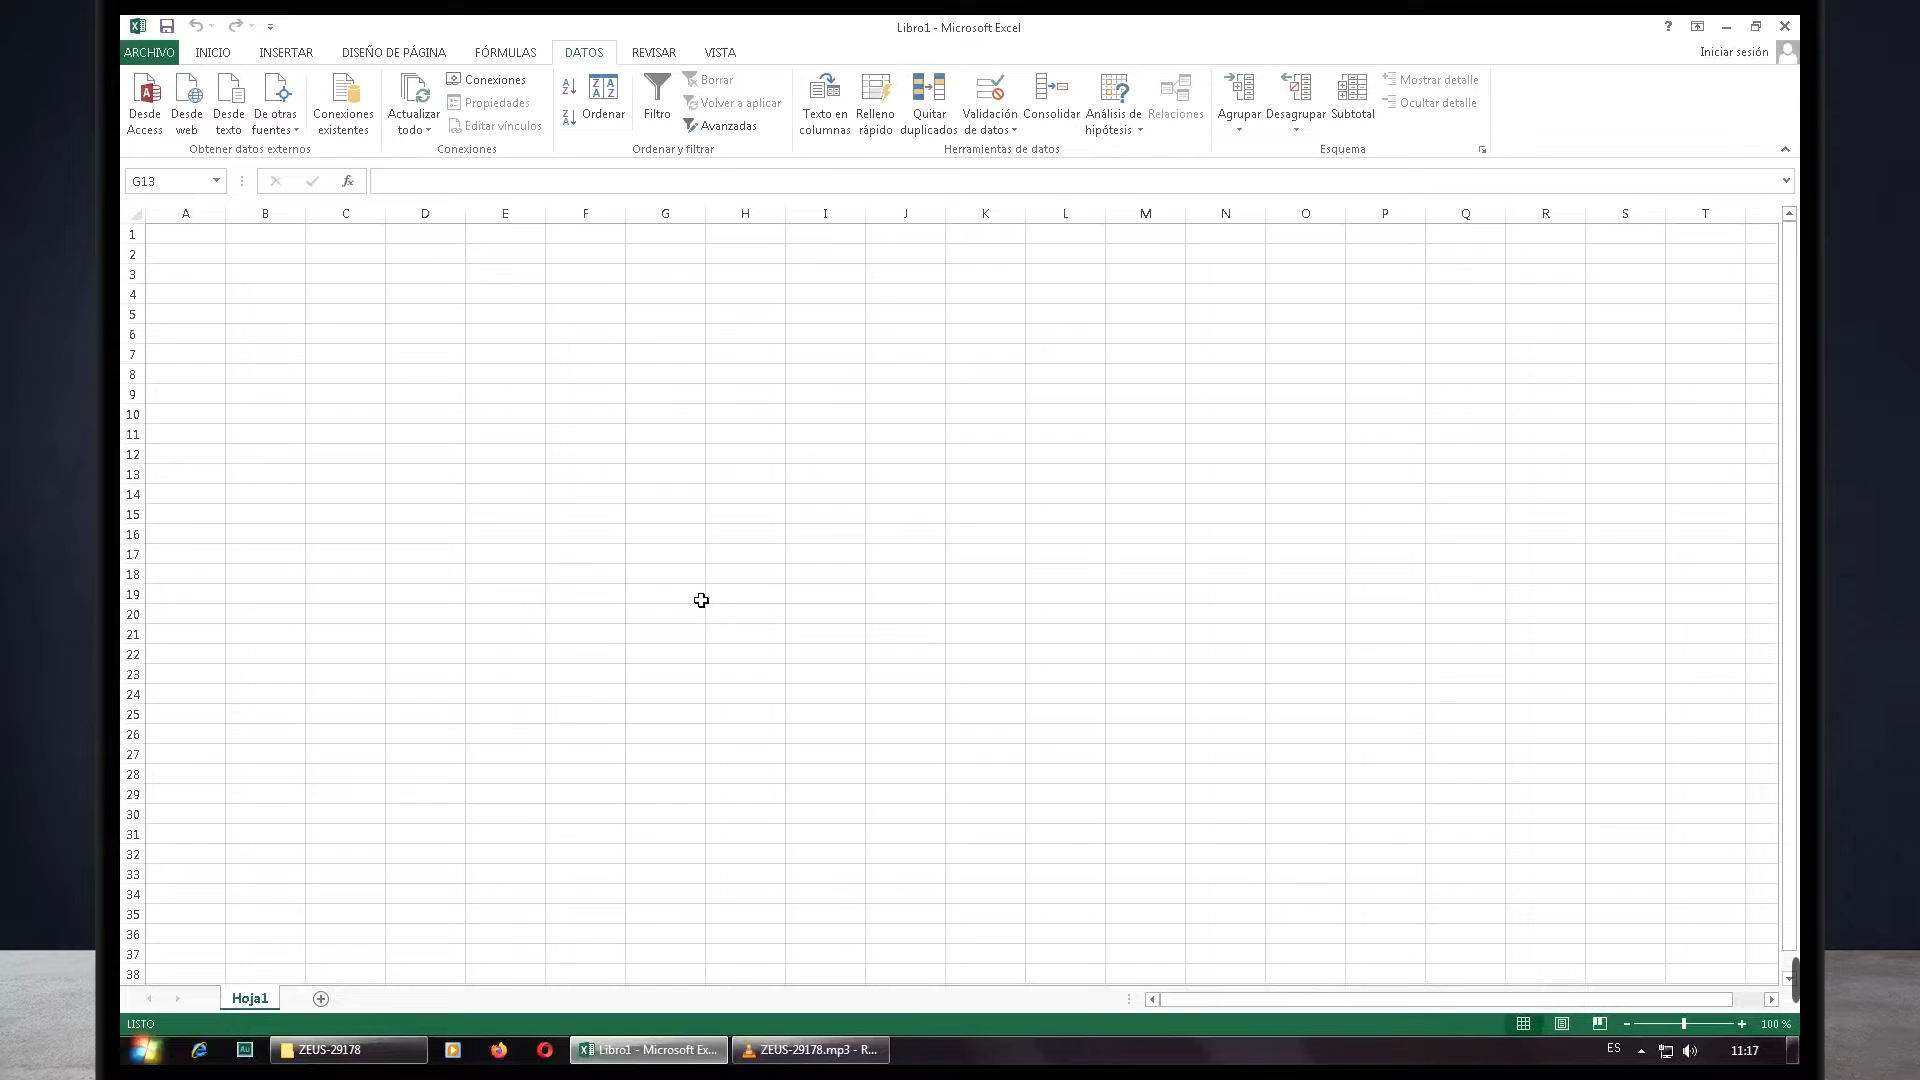 Libro1 - Microsoft Excel
?
ARCHIVO INICIO INSERTAR DISEÑO DE PÁGINA FÓRMULAS DATOS REVISAR VISTA Iniciar sesión
Desde Access
Desde web
Desde texto
De otras fuentes
Conexiones existentes
Obtener datos externos
Actualizar todo
Conexiones
Propiedades
Editar vínculos
Conexiones
Ordenar
Filtro
Borrar
Volver a aplicar
Avanzadas
Ordenar y filtrar
Texto en columnas
Relleno rápido
Quitar duplicados
Validación de datos
Consolidar
Análisis de hipótesis
Relaciones
Herramientas de datos
Agrupar
Desagrupar
Subtotal
Mostrar detalle
Ocultar detalle
Esquema
G13
fx
A B C D E F G H I J K L M N O P Q R S T
1
2
3
4
5
6
7
8
9
10
11
12
13
14
15
16
17
18
19
20
21
22
23
24
25
26
27
28
29
30
31
32
33
34
35
36
37
38
Hoja1
LISTO
100 %
ZEUS-29178
Libro1 - Microsoft Ex...
ZEUS-29178.mp3 - R...
ES
11:17